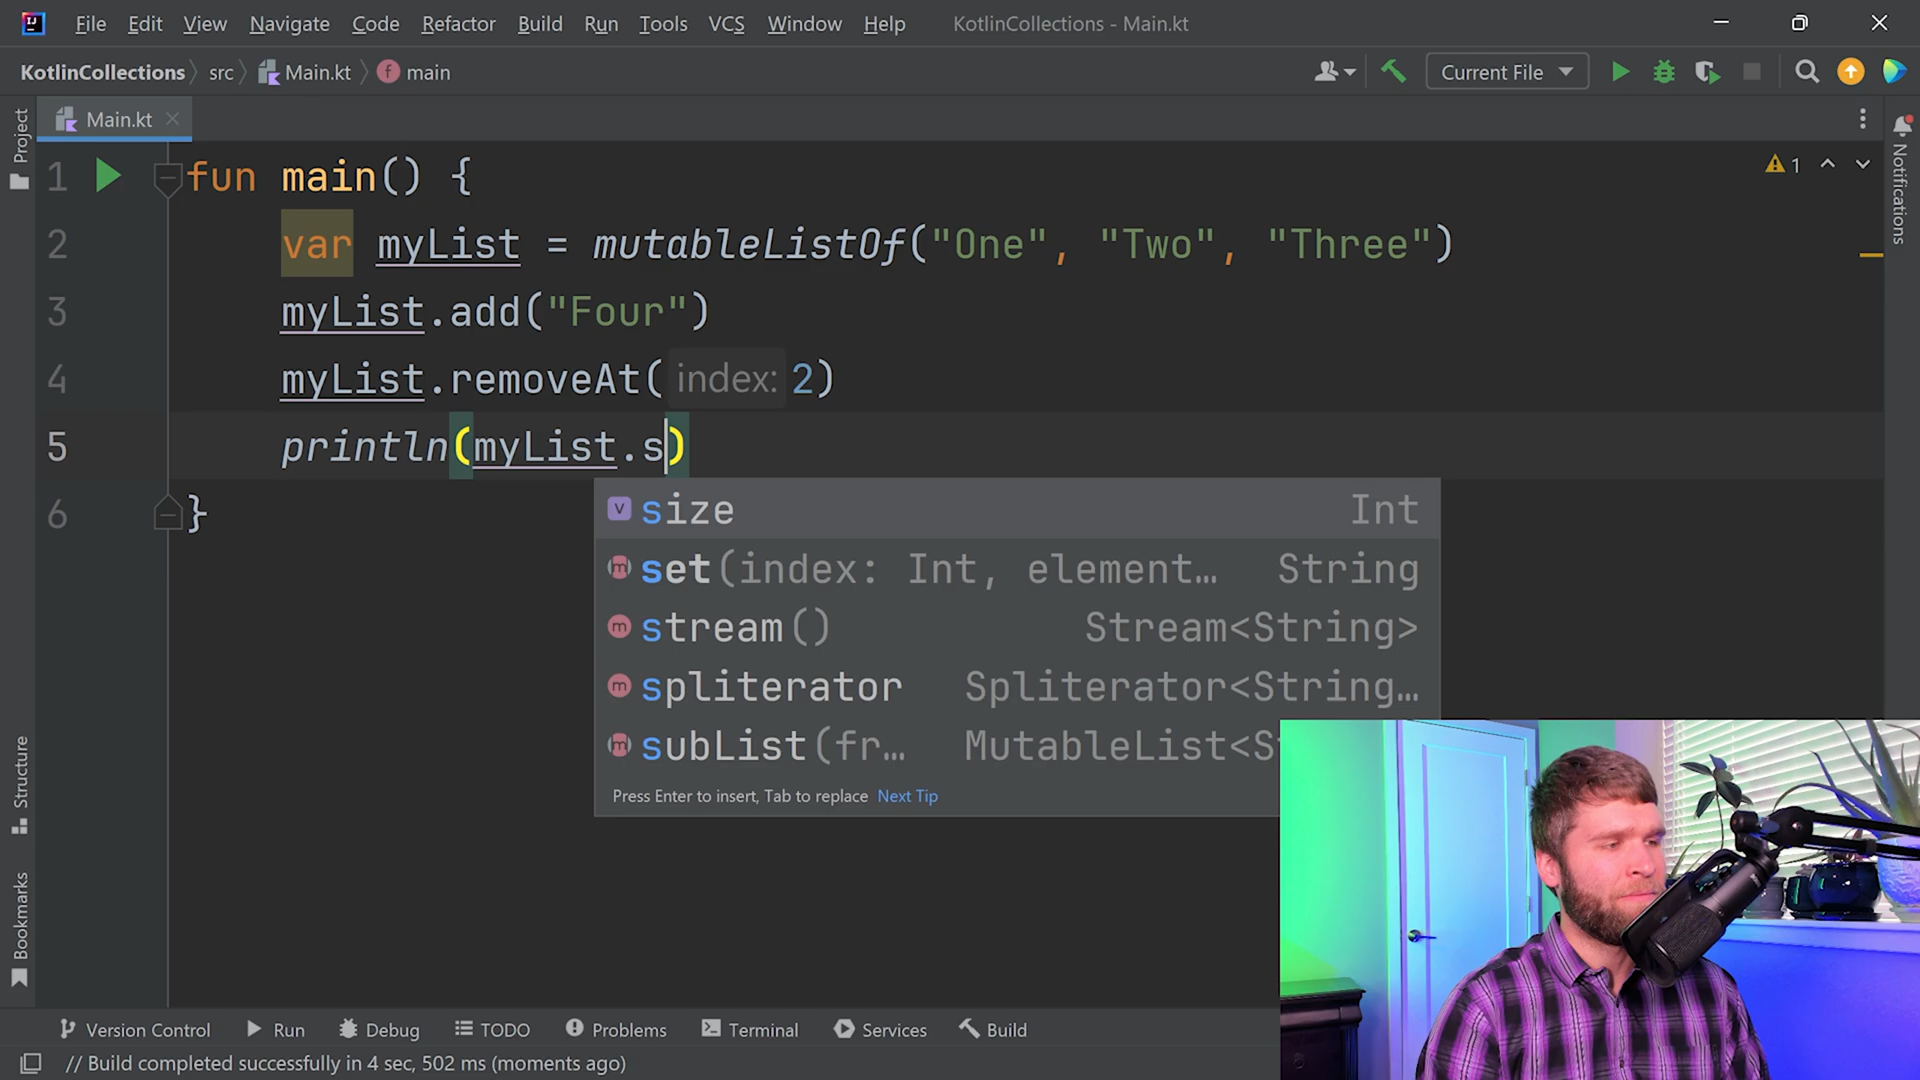 File Edit View Navigate Code Refactor Build Run Tools VCS Window Help KotlinCollections - Main.kt
KotlinCollections src Main.kt main Current File
Project
Main.kt
Notifications
1 fun main() {
2 var myList = mutableListOf("One", "Two", "Three")
3 myList.add("Four")
4 myList.removeAt( index: 2)
5 println(myList.s)
6 }
1
size Int
set(index: Int, element… String
stream() Stream<String>
spliterator Spliterator<String…
subList(fr… MutableList<St
Press Enter to insert, Tab to replace Next Tip
Structure
Bookmarks
Version Control Run Debug TODO Problems Terminal Services Build
// Build completed successfully in 4 sec, 502 ms (moments ago)